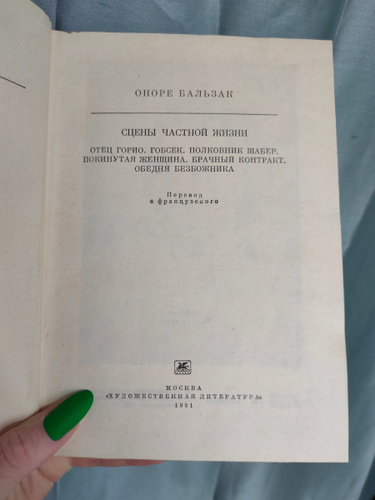 ОНОРЕ БАЛЬЗАК
СЦЕНЫ ЧАСТНОЙ ЖИЗНИ
ОТЕЦ ГОРИО. ГОБСЕК. ПОЛКОВНИК ШАБЕР.
ПОКИНУТАЯ ЖЕНЩИНА. БРАЧНЫЙ КОНТРАКТ.
ОБЕДНЯ БЕЗБОЖНИКА
Перевод
с французского
МОСКВА
«ХУДОЖЕСТВЕННАЯ ЛИТЕРАТУРА»
1981